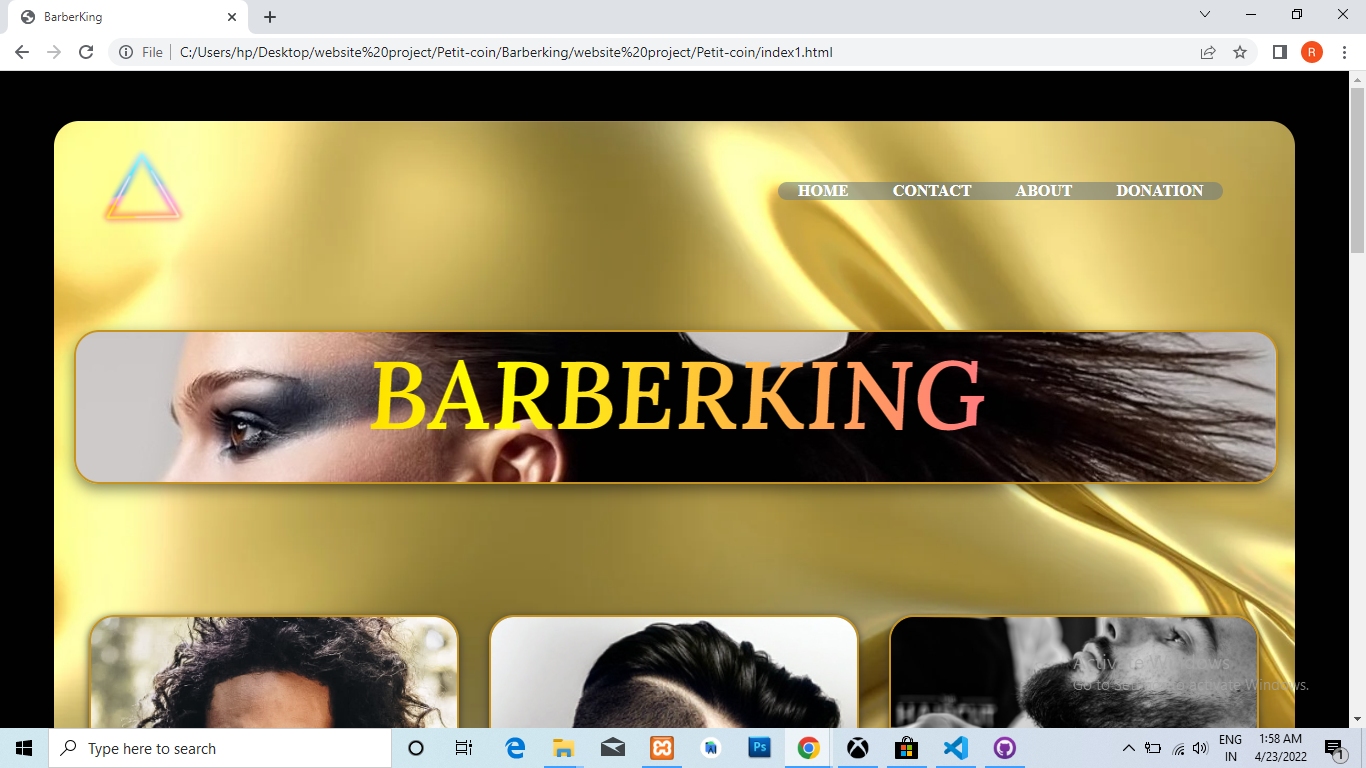 BarberKing
File
C:/Users/hp/Desktop/website%20project/Petit-coin/Barberking/website%20project/Petit-coin/index1.html
R
HOME CONTACT ABOUT DONATION
BARBERKING
Activate Windows
Go to Settings to activate Windows.
Type here to search
Ps
ENG
IN
1:58 AM
4/23/2022
1